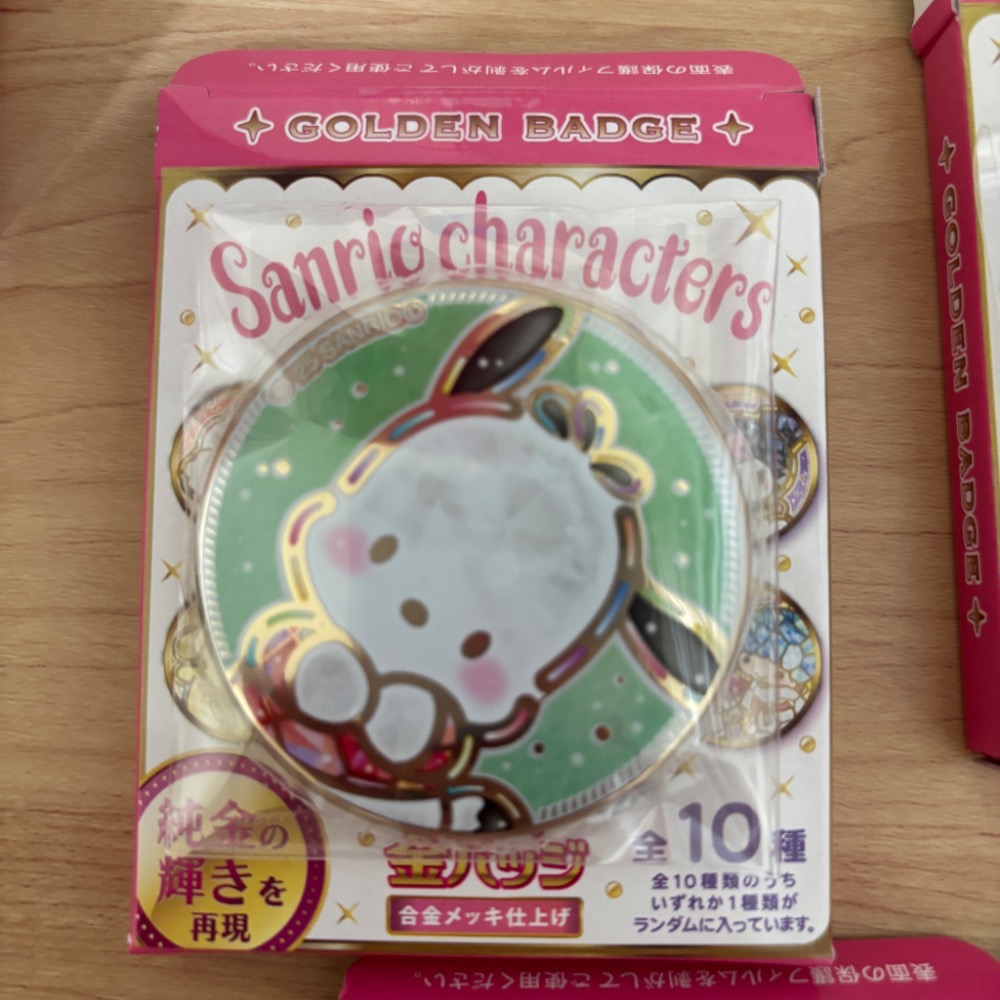 表面の保護フィルムを剥がしてご使用ください。
GOLDEN BADGE
Sanrio characters
'25 SANRIO
純金の
輝きを
再現
金バッジ
合金メッキ仕上げ
全10種
全10種類のうち
いずれか1種類が
ランダムに入っています。
GOLDEN BADGE
表面の保護フィルムを剥がしてご使用ください。